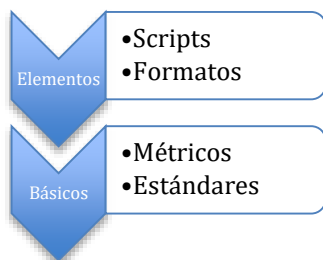 Elementos
•Scripts
•Formatos
Básicos
•Métricos
•Estándares